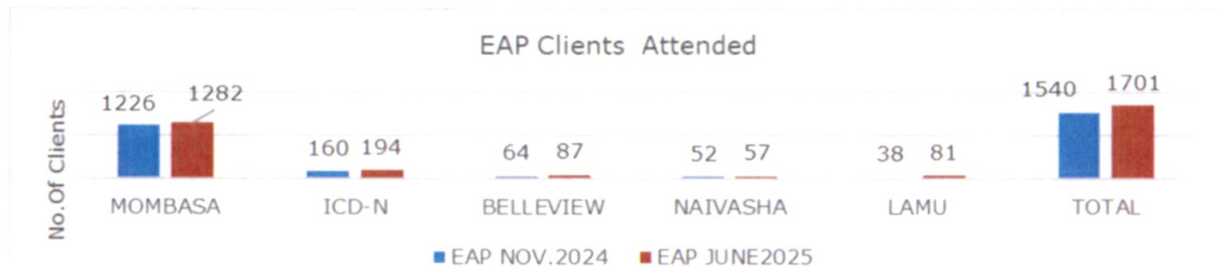 EAP Clients Attended
No.Of Clients
1226 1282 160 194 64 87 52 57 38 81 1540 1701
MOMBASA ICD-N BELLEVIEW NAIVASHA LAMU TOTAL
EAP NOV.2024 EAP JUNE2025